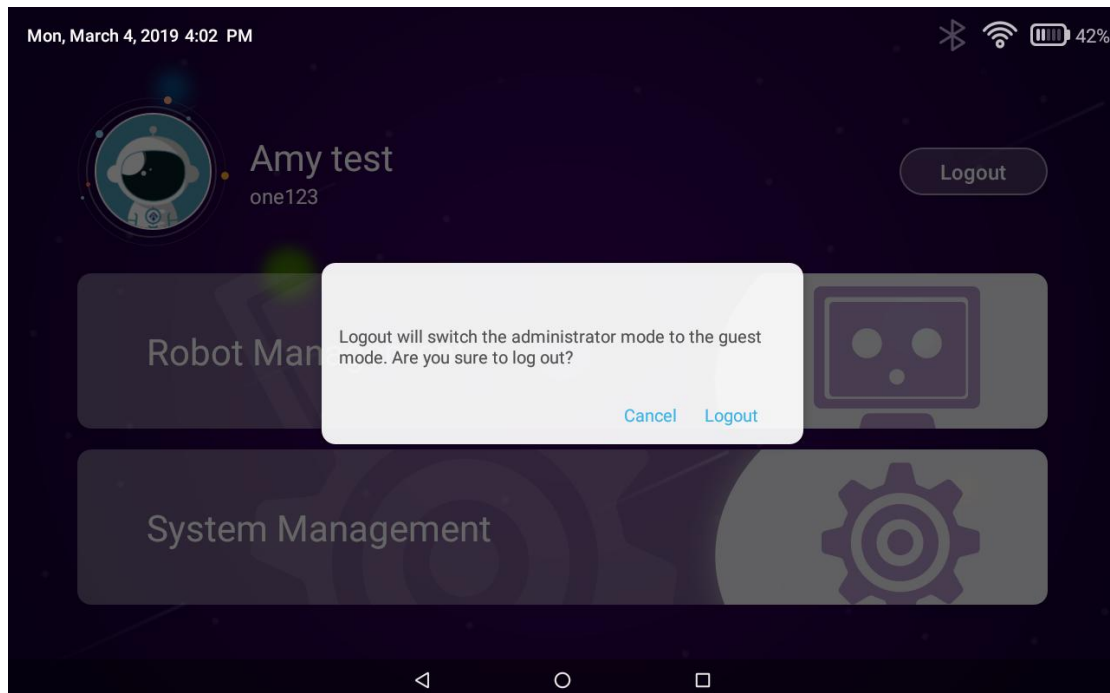 Mon, March 4, 2019 4:02 PM
42%
Amy test
one123
Logout
Robot Man
Logout will switch the administrator mode to the guest
mode. Are you sure to log out?
Cancel Logout
System Management